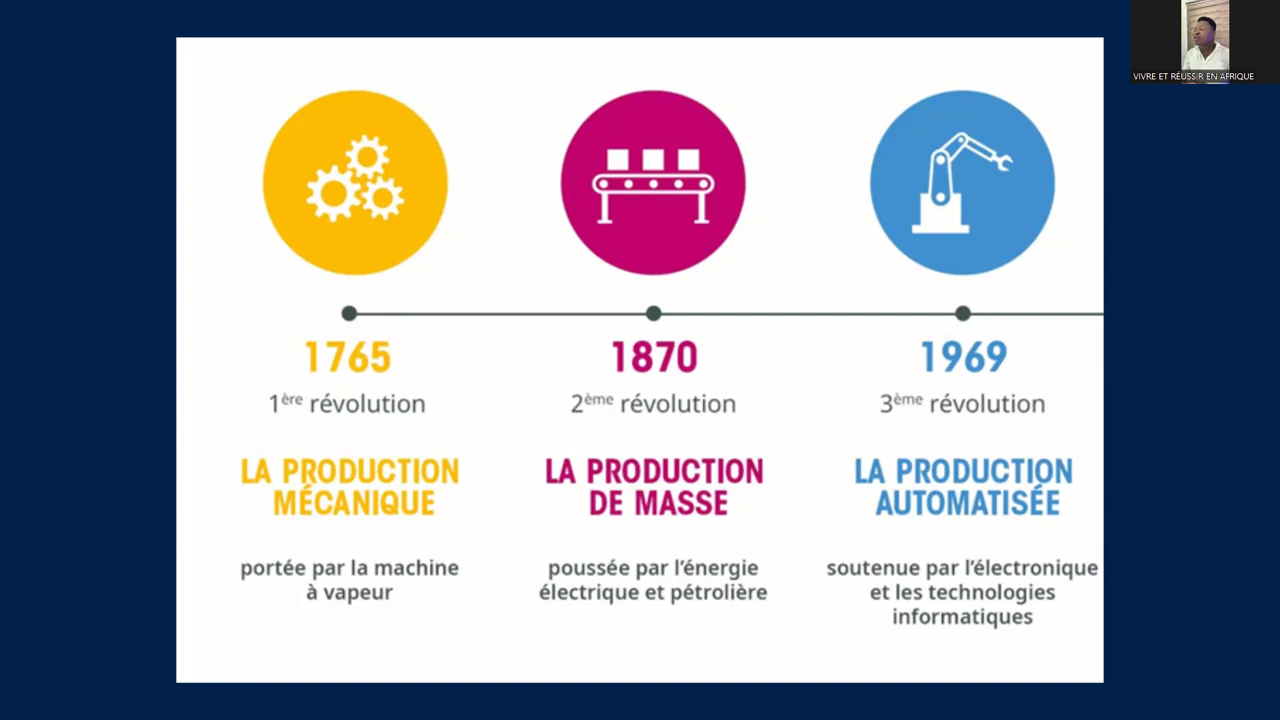 VIVRE ET RÉUSSIR EN AFRIQUE
1765
1ère révolution
LA PRODUCTION
MÉCANIQUE
portée par la machine
à vapeur
1870
2ème révolution
LA PRODUCTION
DE MASSE
poussée par l'énergie
électrique et pétrolière
1969
3ème révolution
LA PRODUCTION
AUTOMATISÉE
soutenue par l'électronique
et les technologies
informatiques